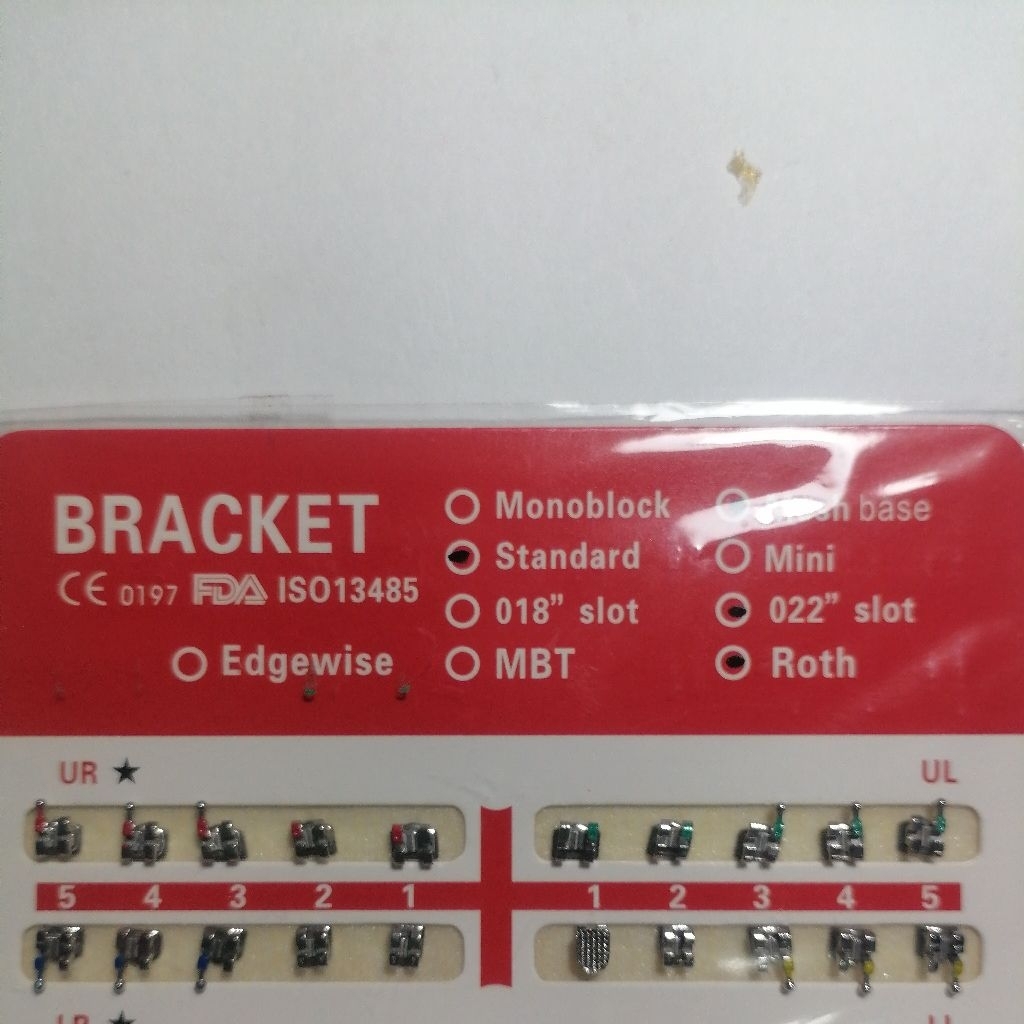 BRACKET
CE 0197 FDA ISO13485
Edgewise
Monoblock
base
Standard Mini
018” slot 022” slot
MBT Roth
UR ★ UL
5 4 3 2 1 1 2 3 4 5